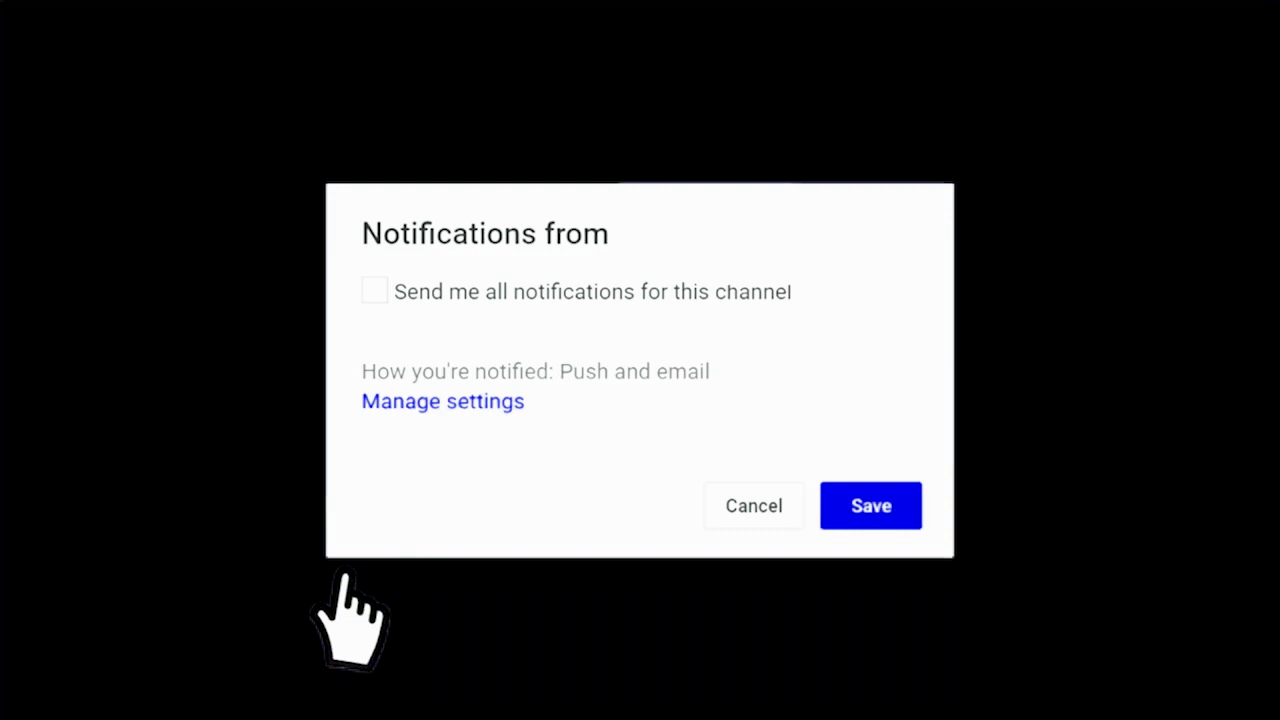 Notifications from
Send me all notifications for this channel
How you're notified: Push and email
Manage settings
Cancel Save